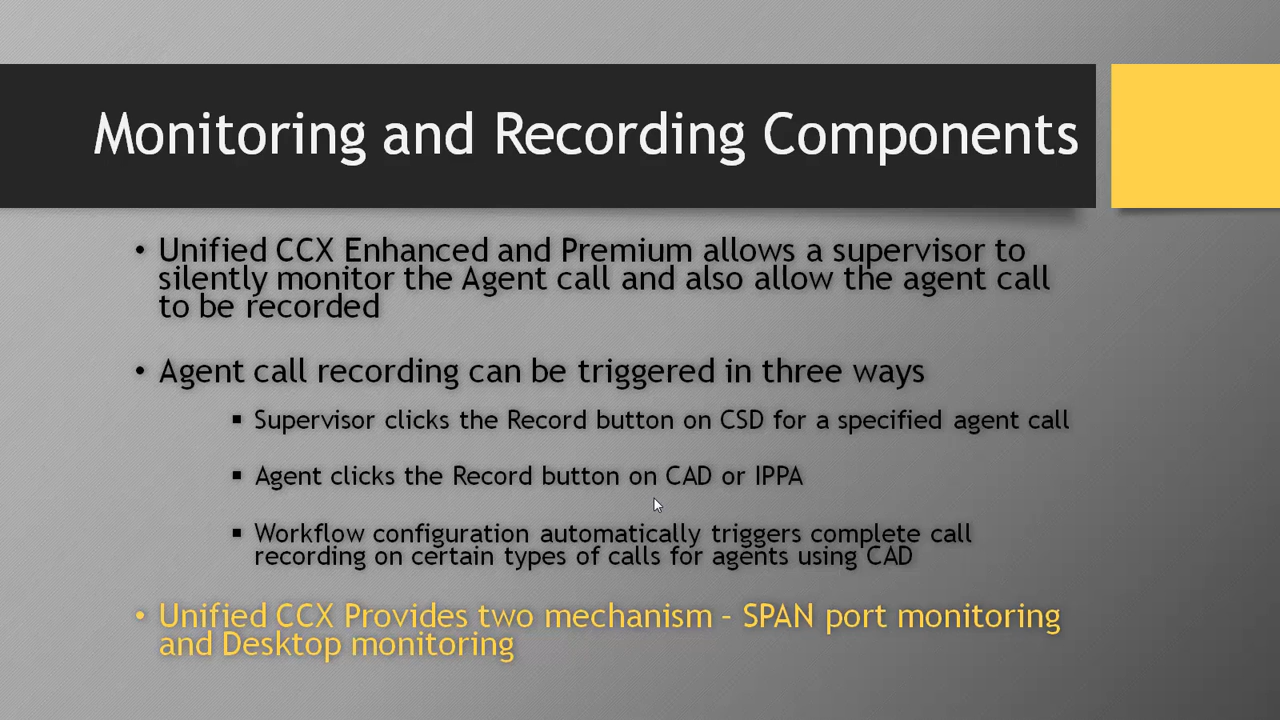 Monitoring and Recording Components
• Unified CCX Enhanced and Premium allows a supervisor to
silently monitor the Agent call and also allow the agent call
to be recorded
• Agent call recording can be triggered in three ways
▪ Supervisor clicks the Record button on CSD for a specified agent call
▪ Agent clicks the Record button on CAD or IPPA
▪ Workflow configuration automatically triggers complete call
recording on certain types of calls for agents using CAD
• Unified CCX Provides two mechanism – SPAN port monitoring
and Desktop monitoring